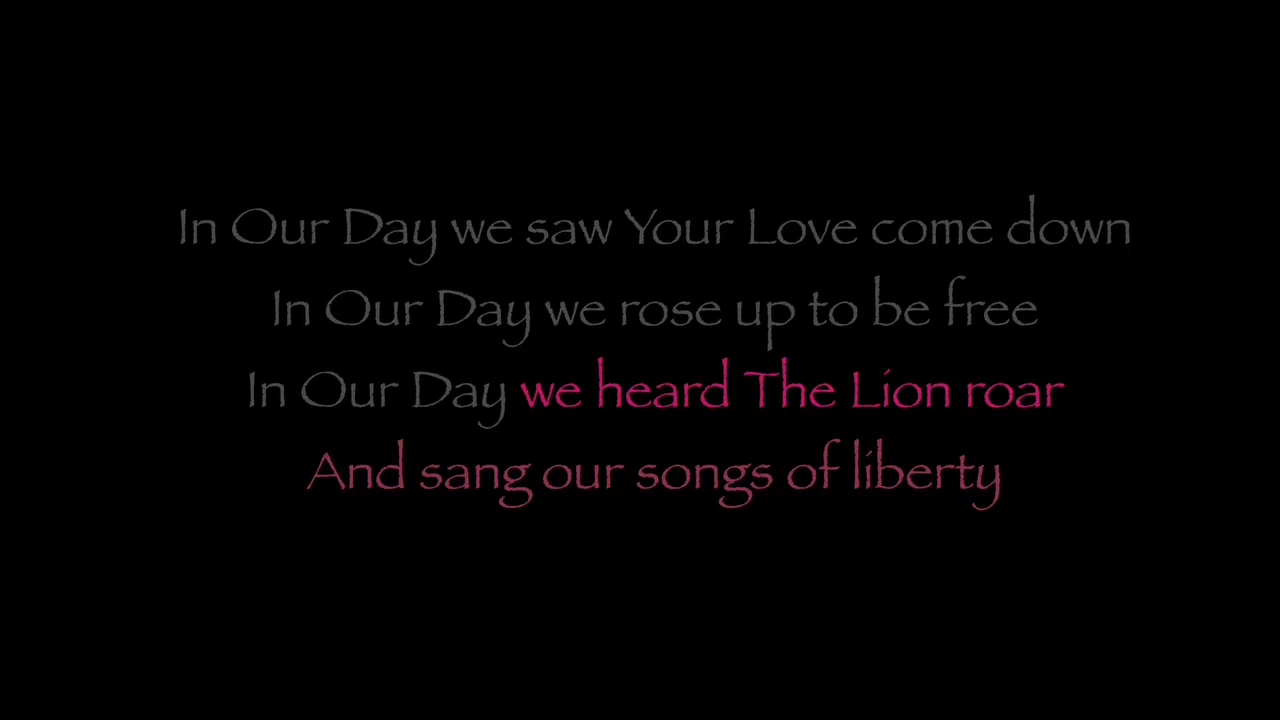 In Our Day we saw Your Love come down
In Our Day we rose up to be free
In Our Day we heard The Lion roar
And sang our songs of liberty